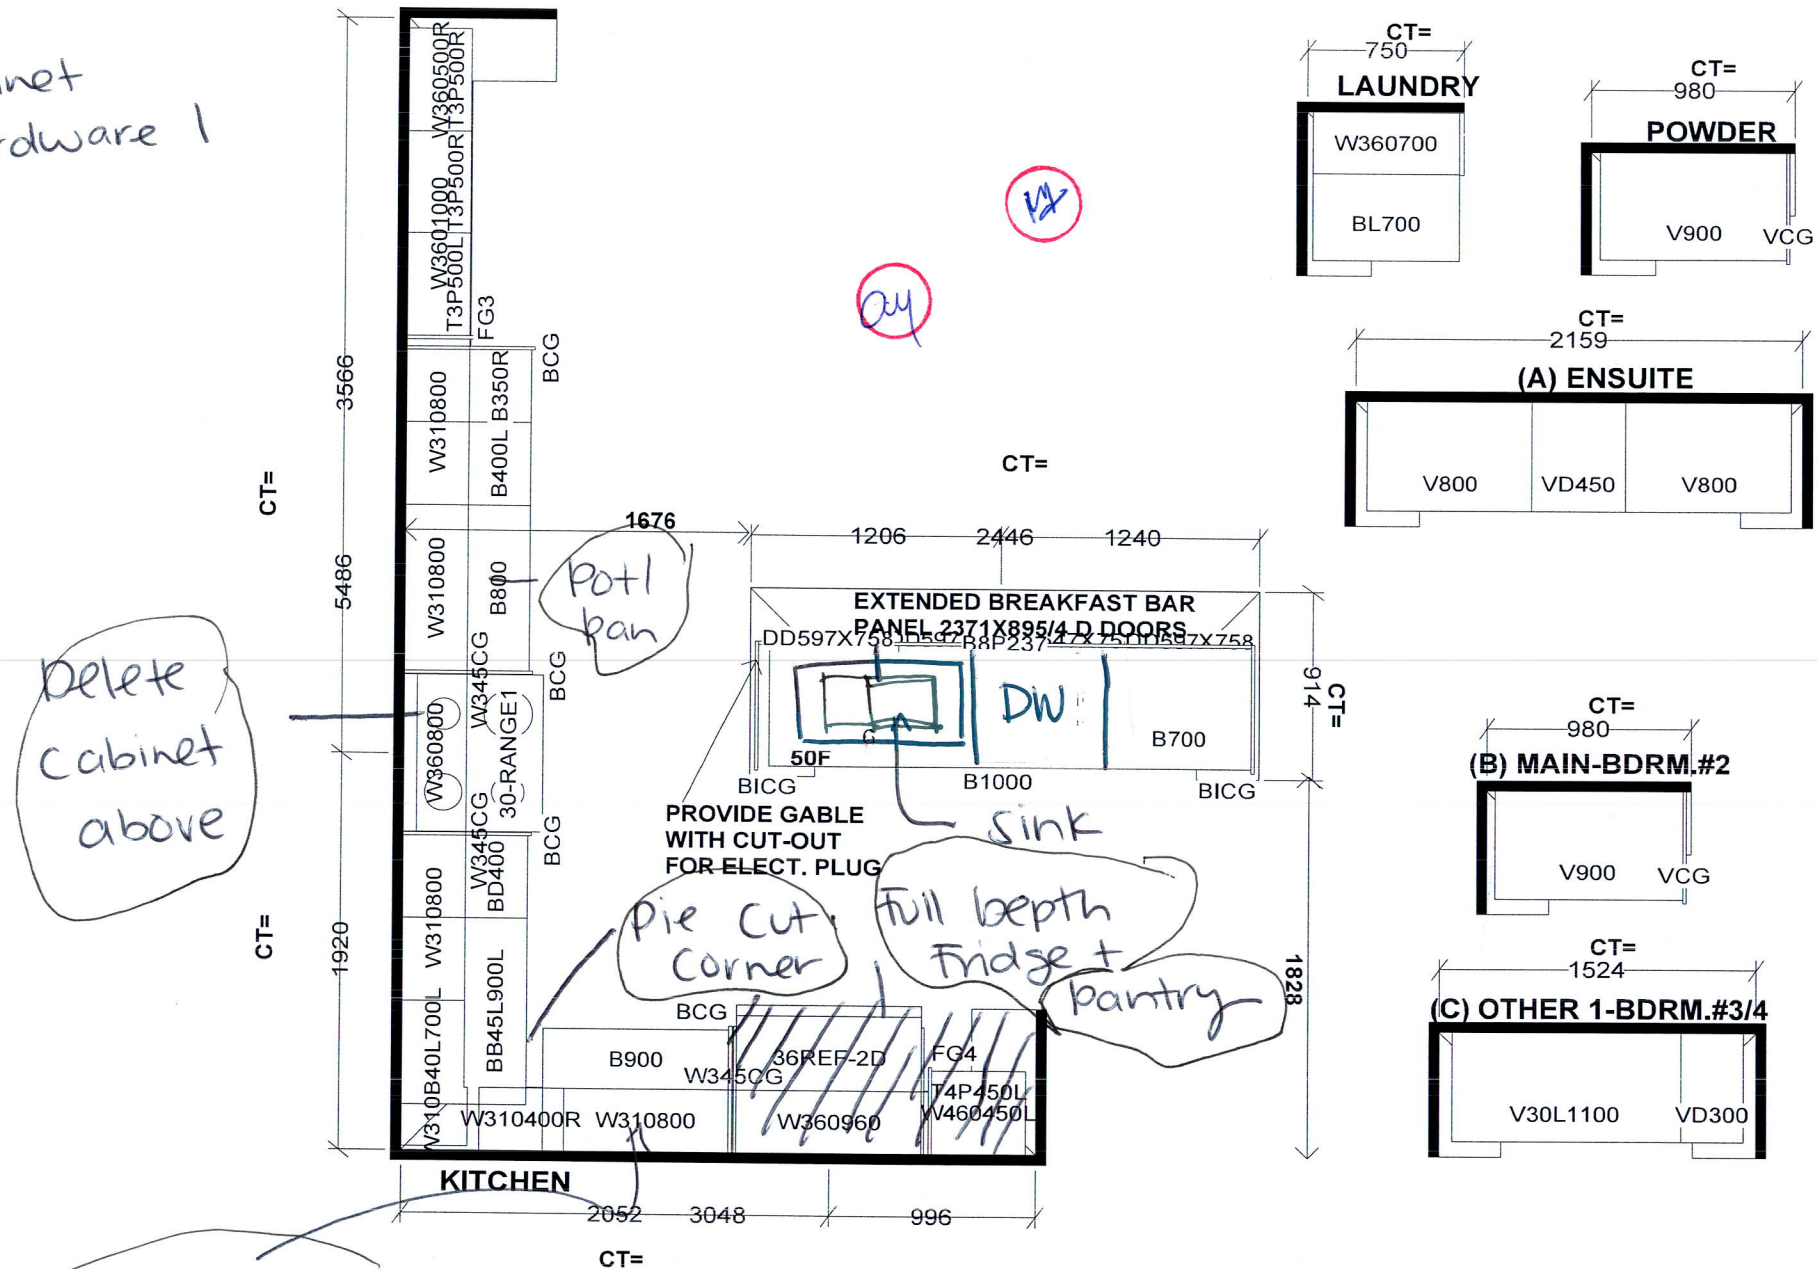 inet
rdware 1
CT=
750
LAUNDRY
W360700
BL700
CT=
980
POWDER
V900
VCG
CT=
2159
(A) ENSUITE
V800
VD450
V800
CT=
980
(B) MAIN-BDRM.#2
V900
VCG
CT=
1524
(C) OTHER 1-BDRM.#3/4
V30L1100
VD300
W360500R
T3P500R
W3601000
T3P500R
T3P500L
FG3
BCG
3566
W310800
B350R
B400L
CT=
5486
W310800
B800
pot/
pan
W345CG
BCG
Delete
cabinet
above
W360800
30-RANGE1
W345CG
BCG
W310800
BD400
CT=
1920
W310B40L700L
BB45L900L
Pie Cut
Corner
ay
CT=
1676
1206
2446
1240
EXTENDED BREAKFAST BAR
PANEL 2371X895/4 D DOORS
DD597X758
DW
914
CT=
50F
B700
BICG
B1000
BICG
PROVIDE GABLE
WITH CUT-OUT
FOR ELECT. PLUG
Sink
Full Depth
Fridge +
pantry
1828
BCG
B900
W345CG
36REF-2D
FG4
T4P450L
W310400R
W310800
W360960
W460450L
KITCHEN
2052
3048
996
CT=